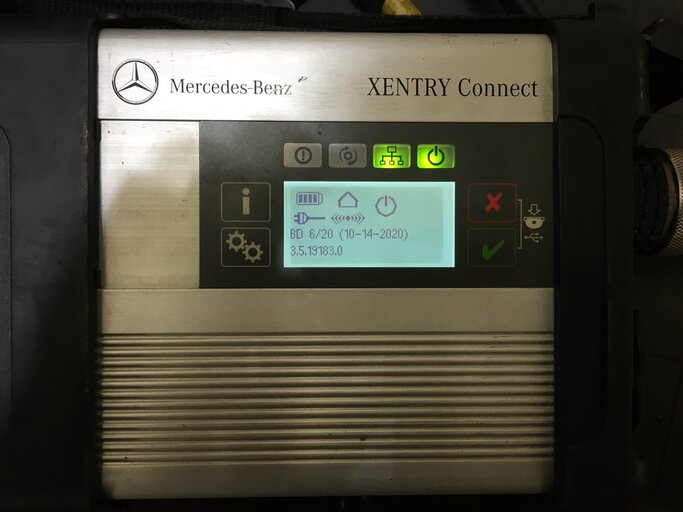 Mercedes-Benz
XENTRY Connect
i
BD 6/20 (10-14-2020)
3.5.19183.0